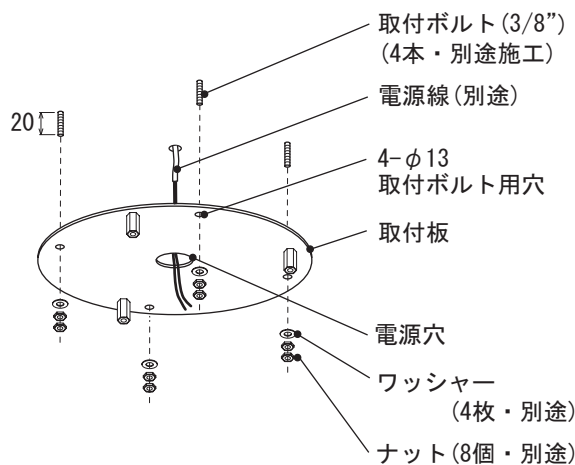 取付ボルト(3/8”)
(4本・別途施工)
電源線(別途)
20
4-φ13
取付ボルト用穴
取付板
電源穴
ワッシャー
(4枚・別途)
ナット(8個・別途)